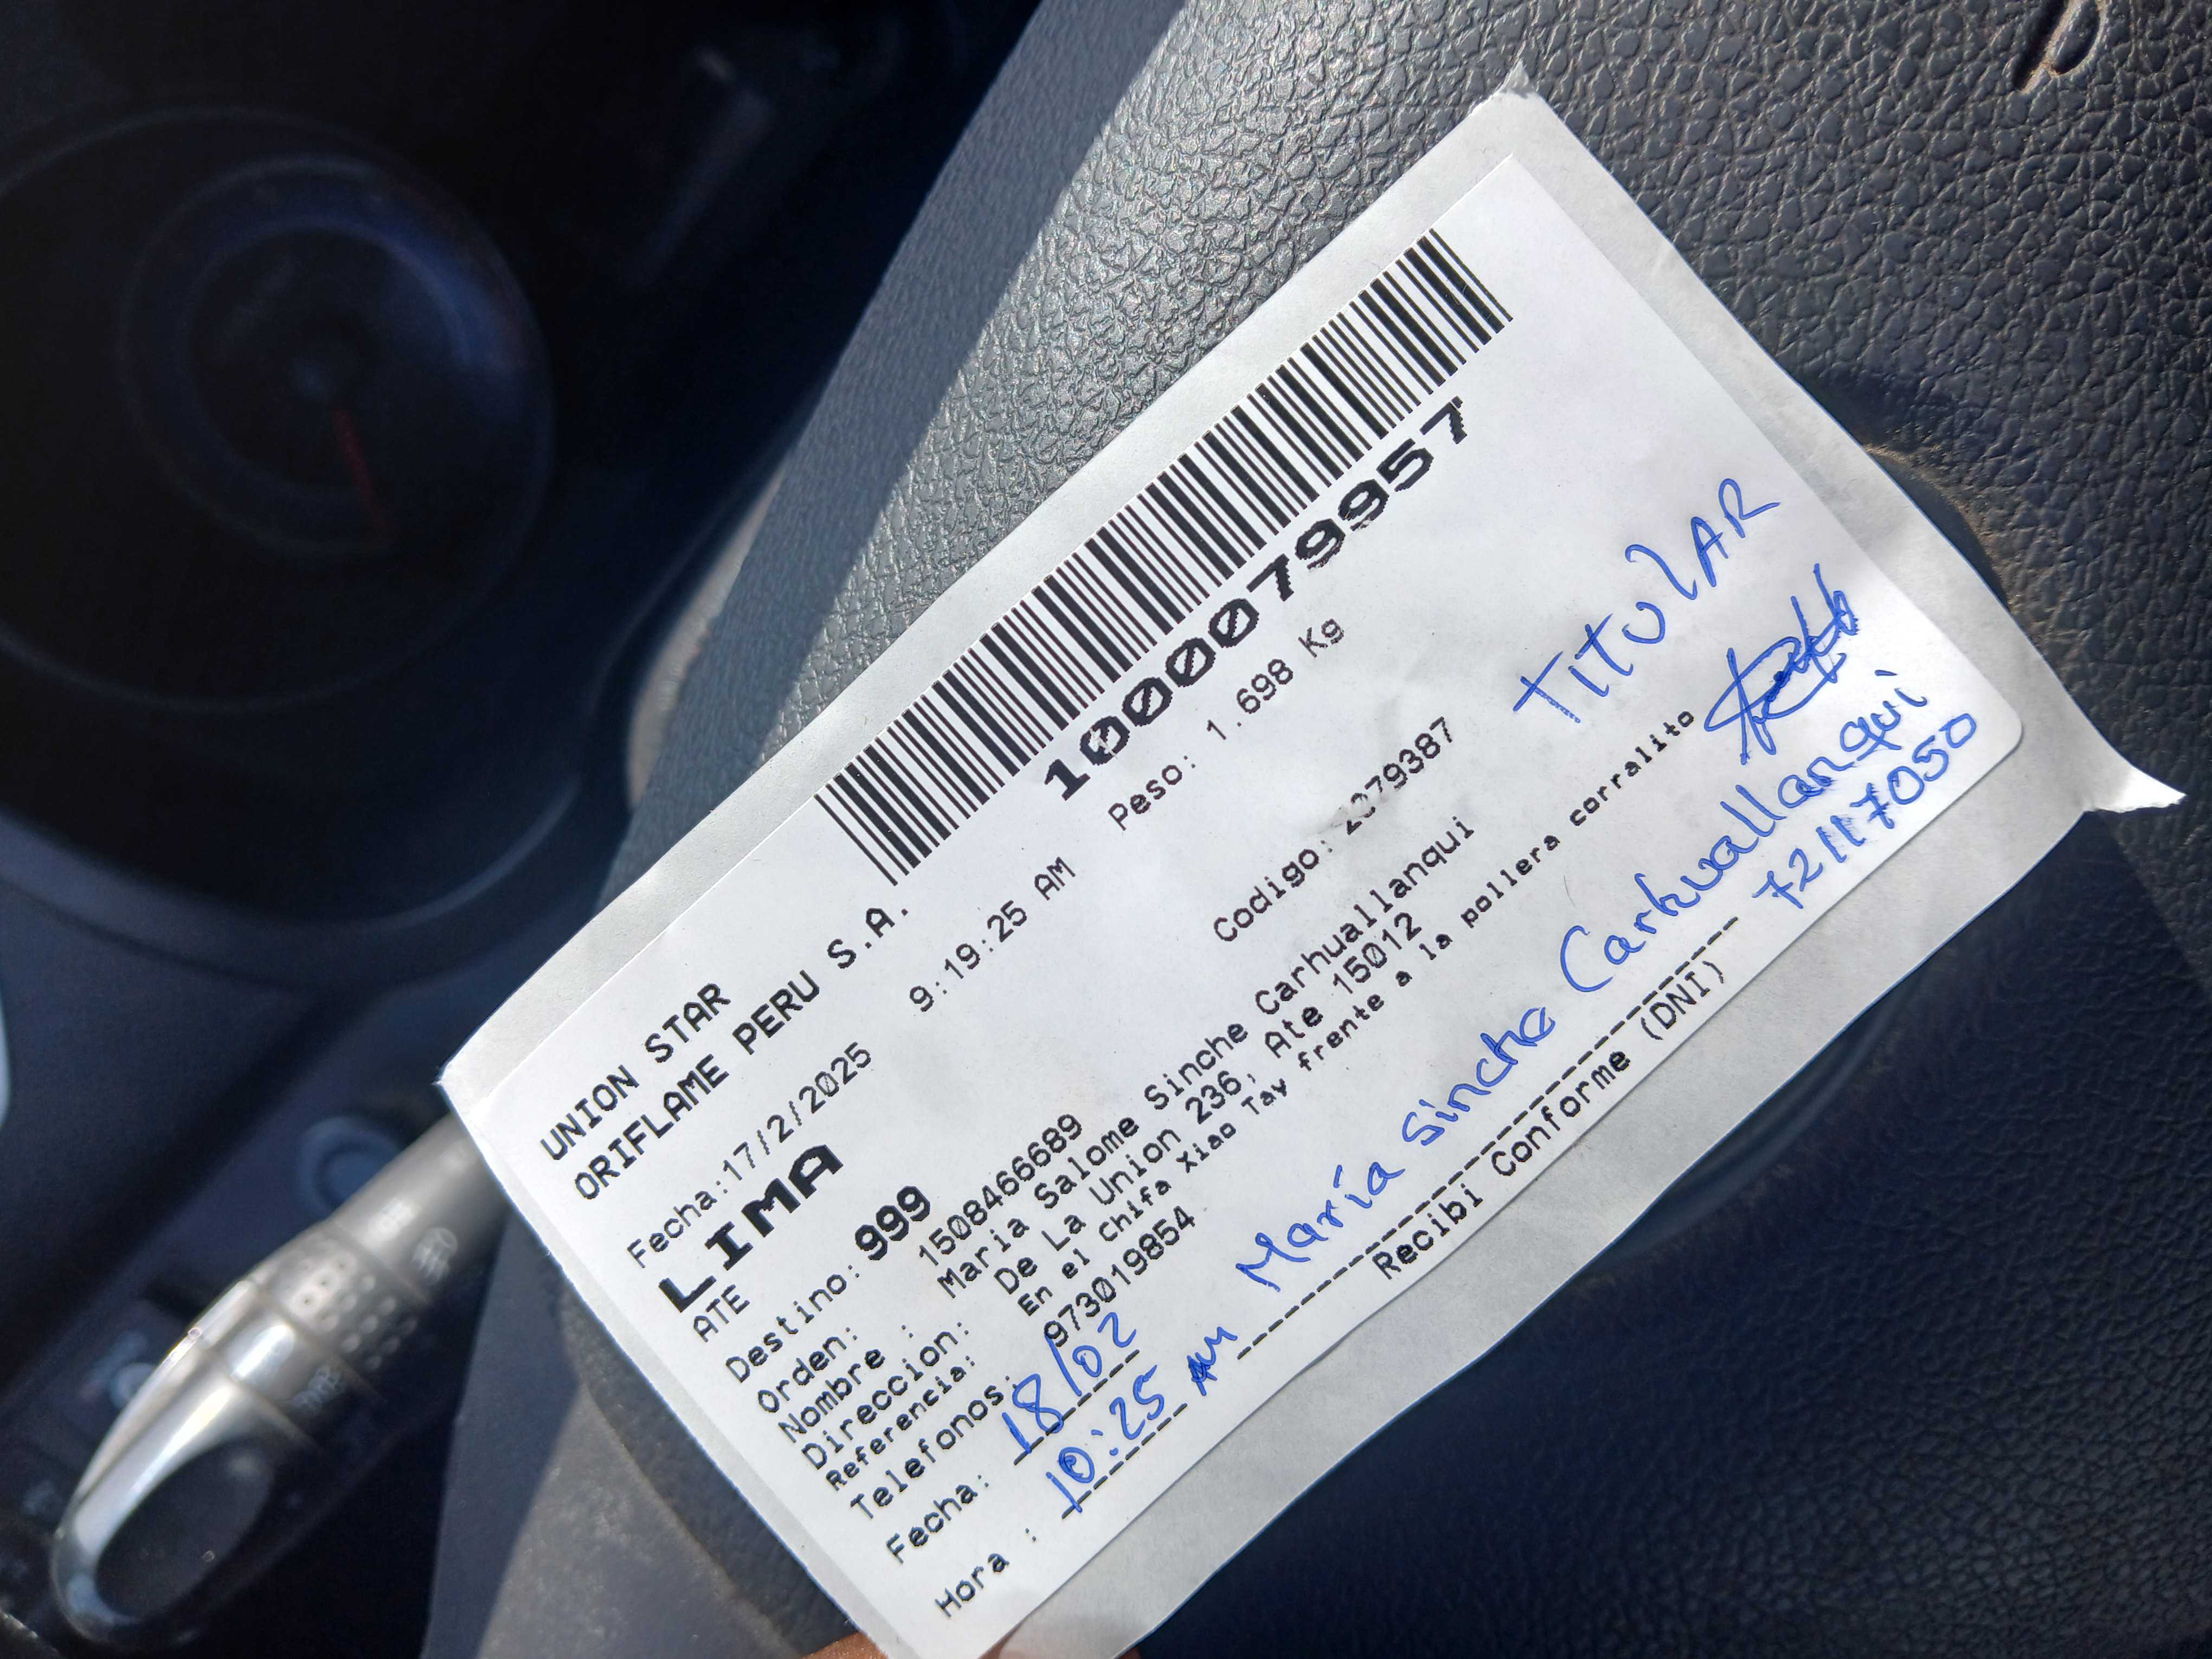 UNION STAR
ORIFLAME PERU S.A.
10000079957
Fecha:17/2/2025 9:19:25 AM Peso: 1.698 Kg
LIMA
ATE
Destino: 999 Codigo: 2379387
Orden: 1508466689
Nombre : Maria Salome Sinche Carhuallanqui
Direccion: De La Union 236, Ate 15012
Referencia: En el chifa Xiao Tay frente a la pollera corralito
Telefonos: 973019854
TITULAR
Fecha: 18/02
Hora : 10:25 AM
María Sinche Carhuallanqui
72117050
Recibi Conforme (DNI)